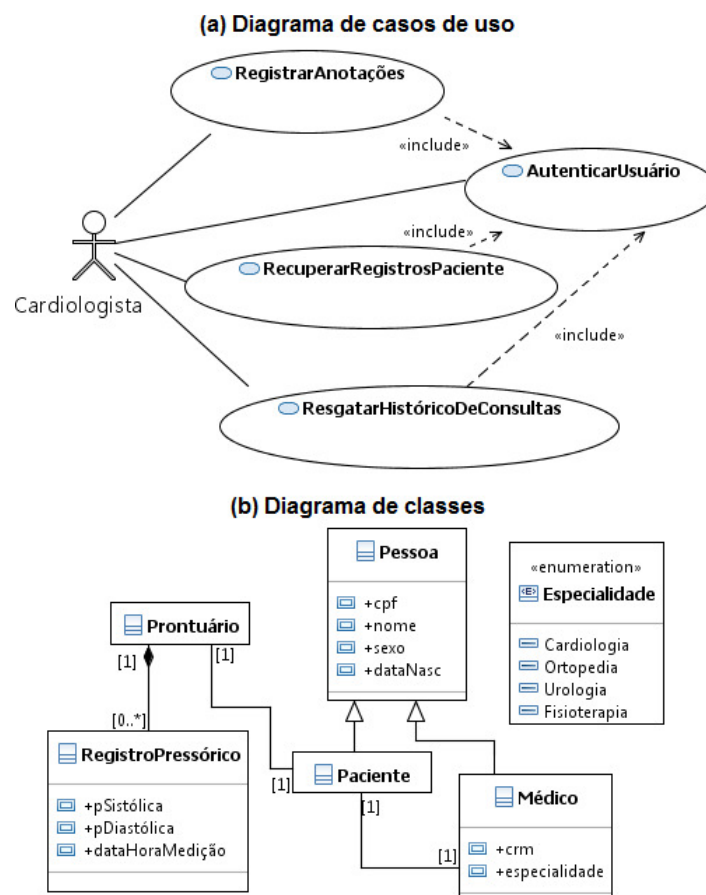 (a) Diagrama de casos de uso
RegistrarAnotações
«include»
AutenticarUsuário
«include»
RecuperarRegistrosPaciente
Cardiologista
«include»
ResgatarHistóricoDeConsultas
(b) Diagrama de classes
Pessoa
+cpf
+nome
+sexo
+dataNasc
«enumeration»
<E> Especialidade
Cardiologia
Ortopedia
Urologia
Fisioterapia
Prontuário
[1]
[1]
[0..*]
RegistroPressórico
+pSistólica
+pDiastólica
+dataHoraMedição
[1]
Paciente
[1]
[1]
Médico
+crm
+especialidade